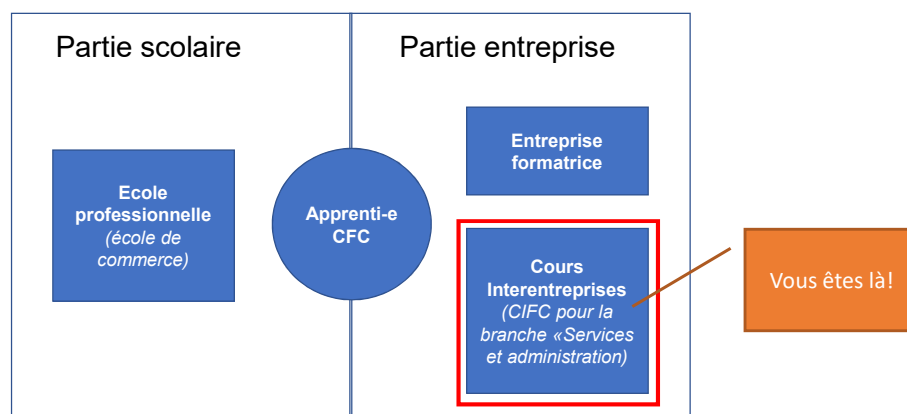 Partie scolaire
Partie entreprise
Ecole
professionnelle
(école de
commerce)
Apprenti-e
CFC
Entreprise
formatrice
Cours
Interentreprises
(CIFC pour la
branche «Services
et administration)
Vous êtes là!